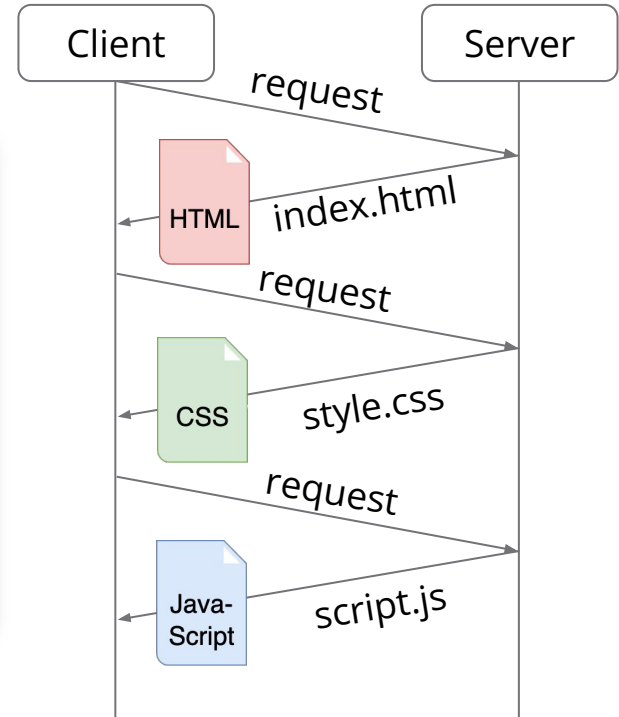 Client
Server
request
HTML
index.html
request
CSS
style.css
request
Java-
Script
script.js